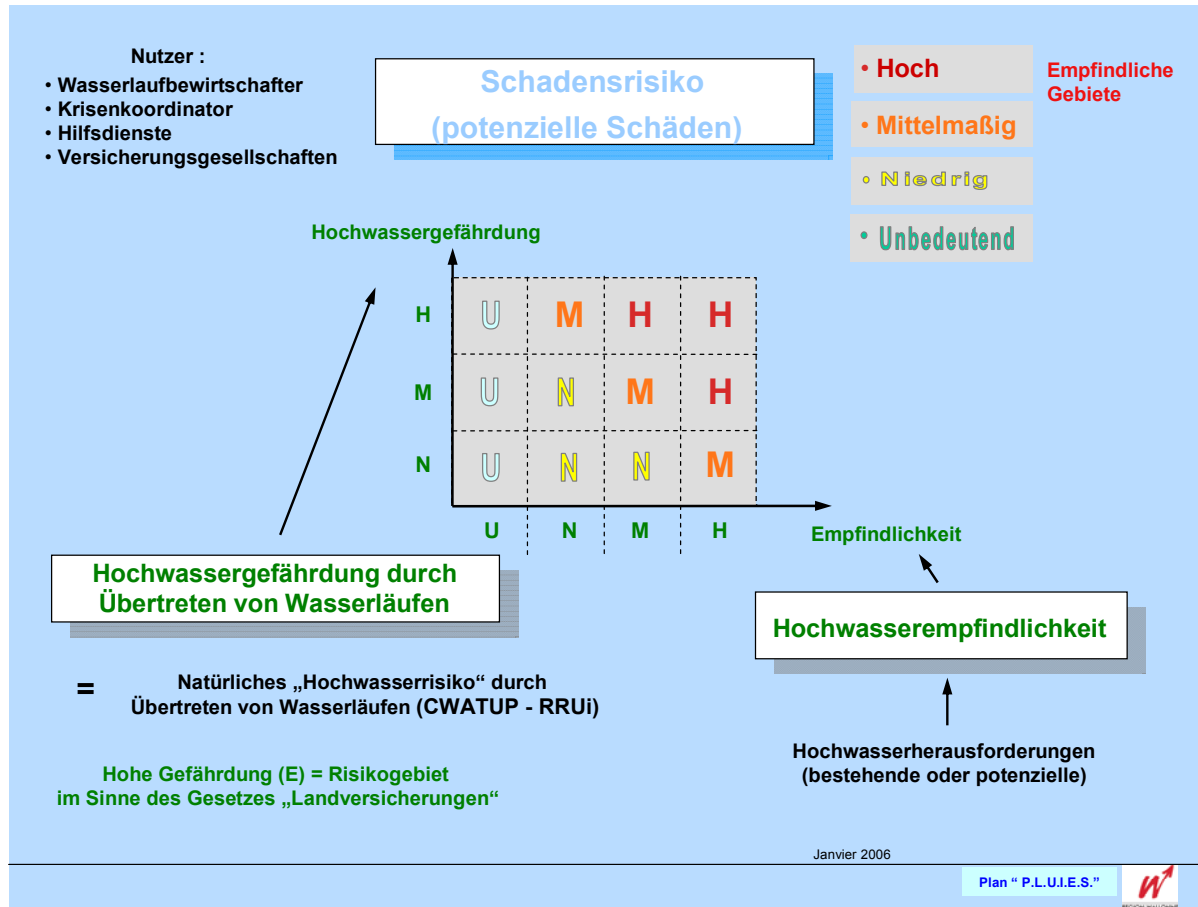 Nutzer :
• Wasserlaufbewirtschafter
• Krisenkoordinator
• Hilfsdienste
• Versicherungsgesellschaften
Schadensrisiko
(potenzielle Schäden)
• Hoch
• Mittelmaßig
• Niedrig
• Unbedeutend
Empfindliche
Gebiete
Hochwassergefährdung
H U M H H
M U N M H
N U N N M
U N M H
Empfindlichkeit
Hochwassergefährdung durch
Übertreten von Wasserläufen
Hochwasserempfindlichkeit
= Natürliches „Hochwasserrisiko“ durch
Übertreten von Wasserläufen (CWATUP - RRUi)
Hochwasserherausforderungen
(bestehende oder potenzielle)
Hohe Gefährdung (E) = Risikogebiet
im Sinne des Gesetzes „Landversicherungen“
Janvier 2006
Plan “ P.L.U.I.E.S.”